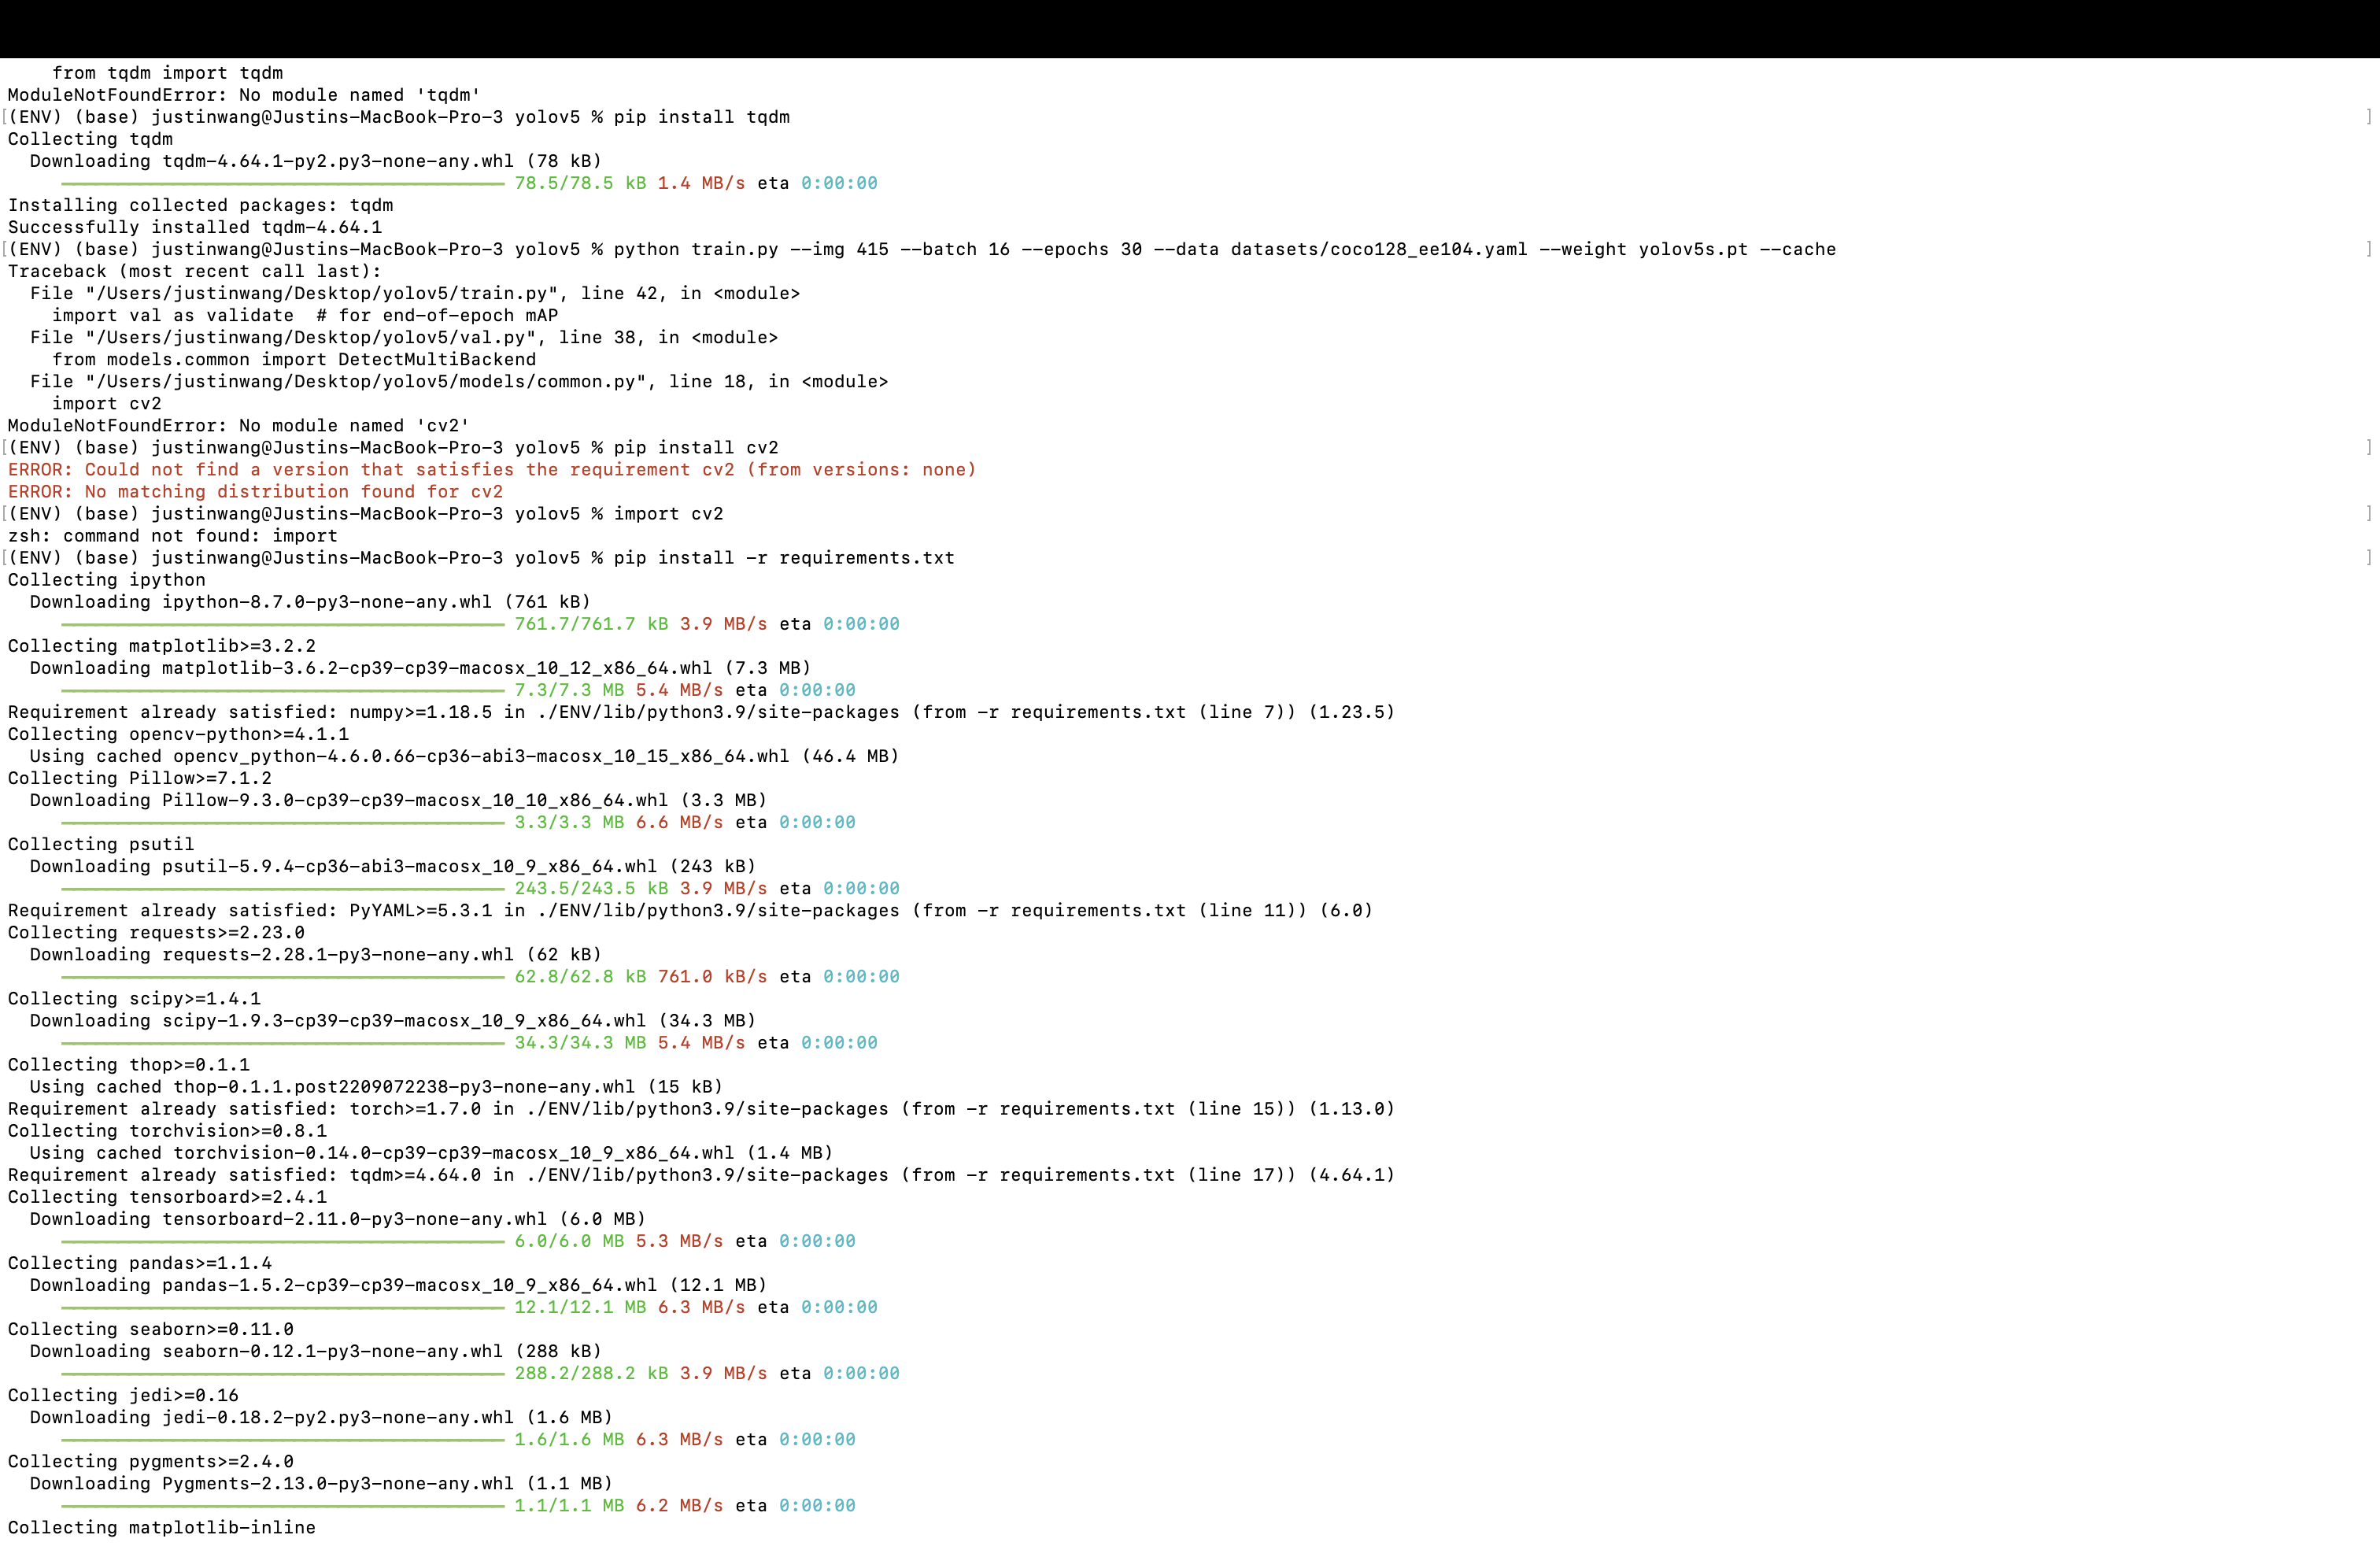 from tqdm import tqdm
ModuleNotFoundError: No module named 'tqdm'
[(ENV) (base) justinwang@Justins-MacBook-Pro-3 yolov5 % pip install tqdm ]
Collecting tqdm
Downloading tqdm-4.64.1-py2.py3-none-any.whl (78 kB)
78.5/78.5 kB 1.4 MB/s eta 0:00:00
Installing collected packages: tqdm
Successfully installed tqdm-4.64.1
[(ENV) (base) justinwang@Justins-MacBook-Pro-3 yolov5 % python train.py --img 415 --batch 16 --epochs 30 --data datasets/coco128_ee104.yaml --weight yolov5s.pt --cache ]
Traceback (most recent call last):
File "/Users/justinwang/Desktop/yolov5/train.py", line 42, in <module>
import val as validate  # for end-of-epoch mAP
File "/Users/justinwang/Desktop/yolov5/val.py", line 38, in <module>
from models.common import DetectMultiBackend
File "/Users/justinwang/Desktop/yolov5/models/common.py", line 18, in <module>
import cv2
ModuleNotFoundError: No module named 'cv2'
[(ENV) (base) justinwang@Justins-MacBook-Pro-3 yolov5 % pip install cv2 ]
ERROR: Could not find a version that satisfies the requirement cv2 (from versions: none)
ERROR: No matching distribution found for cv2
[(ENV) (base) justinwang@Justins-MacBook-Pro-3 yolov5 % import cv2 ]
zsh: command not found: import
[(ENV) (base) justinwang@Justins-MacBook-Pro-3 yolov5 % pip install -r requirements.txt ]
Collecting ipython
Downloading ipython-8.7.0-py3-none-any.whl (761 kB)
761.7/761.7 kB 3.9 MB/s eta 0:00:00
Collecting matplotlib>=3.2.2
Downloading matplotlib-3.6.2-cp39-cp39-macosx_10_12_x86_64.whl (7.3 MB)
7.3/7.3 MB 5.4 MB/s eta 0:00:00
Requirement already satisfied: numpy>=1.18.5 in ./ENV/lib/python3.9/site-packages (from -r requirements.txt (line 7)) (1.23.5)
Collecting opencv-python>=4.1.1
Using cached opencv_python-4.6.0.66-cp36-abi3-macosx_10_15_x86_64.whl (46.4 MB)
Collecting Pillow>=7.1.2
Downloading Pillow-9.3.0-cp39-cp39-macosx_10_10_x86_64.whl (3.3 MB)
3.3/3.3 MB 6.6 MB/s eta 0:00:00
Collecting psutil
Downloading psutil-5.9.4-cp36-abi3-macosx_10_9_x86_64.whl (243 kB)
243.5/243.5 kB 3.9 MB/s eta 0:00:00
Requirement already satisfied: PyYAML>=5.3.1 in ./ENV/lib/python3.9/site-packages (from -r requirements.txt (line 11)) (6.0)
Collecting requests>=2.23.0
Downloading requests-2.28.1-py3-none-any.whl (62 kB)
62.8/62.8 kB 761.0 kB/s eta 0:00:00
Collecting scipy>=1.4.1
Downloading scipy-1.9.3-cp39-cp39-macosx_10_9_x86_64.whl (34.3 MB)
34.3/34.3 MB 5.4 MB/s eta 0:00:00
Collecting thop>=0.1.1
Using cached thop-0.1.1.post2209072238-py3-none-any.whl (15 kB)
Requirement already satisfied: torch>=1.7.0 in ./ENV/lib/python3.9/site-packages (from -r requirements.txt (line 15)) (1.13.0)
Collecting torchvision>=0.8.1
Using cached torchvision-0.14.0-cp39-cp39-macosx_10_9_x86_64.whl (1.4 MB)
Requirement already satisfied: tqdm>=4.64.0 in ./ENV/lib/python3.9/site-packages (from -r requirements.txt (line 17)) (4.64.1)
Collecting tensorboard>=2.4.1
Downloading tensorboard-2.11.0-py3-none-any.whl (6.0 MB)
6.0/6.0 MB 5.3 MB/s eta 0:00:00
Collecting pandas>=1.1.4
Downloading pandas-1.5.2-cp39-cp39-macosx_10_9_x86_64.whl (12.1 MB)
12.1/12.1 MB 6.3 MB/s eta 0:00:00
Collecting seaborn>=0.11.0
Downloading seaborn-0.12.1-py3-none-any.whl (288 kB)
288.2/288.2 kB 3.9 MB/s eta 0:00:00
Collecting jedi>=0.16
Downloading jedi-0.18.2-py2.py3-none-any.whl (1.6 MB)
1.6/1.6 MB 6.3 MB/s eta 0:00:00
Collecting pygments>=2.4.0
Downloading Pygments-2.13.0-py3-none-any.whl (1.1 MB)
1.1/1.1 MB 6.2 MB/s eta 0:00:00
Collecting matplotlib-inline